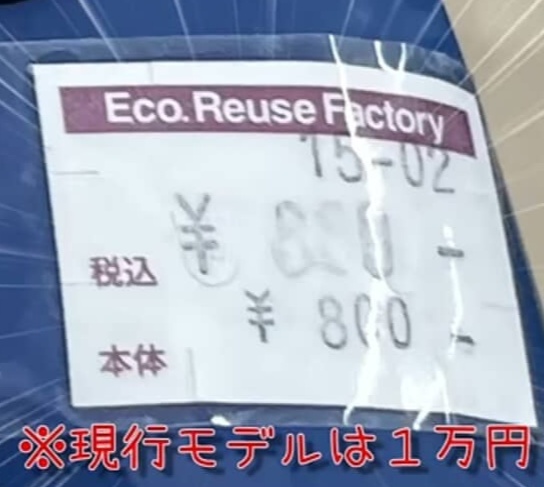 Eco.Reuse Factory
15-02
税込 ¥ 880 -
本体 ¥ 800 -
※現行モデルは1万円